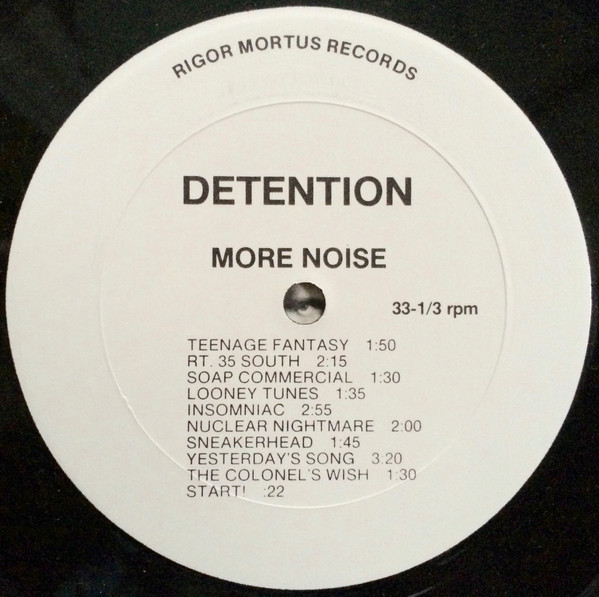 RIGOR MORTUS RECORDS
DETENTION
MORE NOISE
33-1/3 rpm
TEENAGE FANTASY 1:50
RT. 35 SOUTH 2:15
SOAP COMMERCIAL 1:30
LOONEY TUNES 1:35
INSOMNIAC 2:55
NUCLEAR NIGHTMARE 2:00
SNEAKERHEAD 1:45
YESTERDAY'S SONG 3:20
THE COLONEL'S WISH 1:30
START! :22